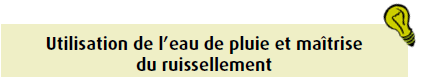 Utilisation de l'eau de pluie et maîtrise
du ruissellement